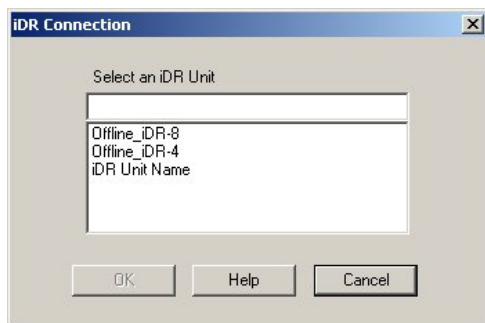 iDR Connection
Select an iDR Unit
Offline_iDR-8
Offline_iDR-4
iDR Unit Name
OK Help Cancel